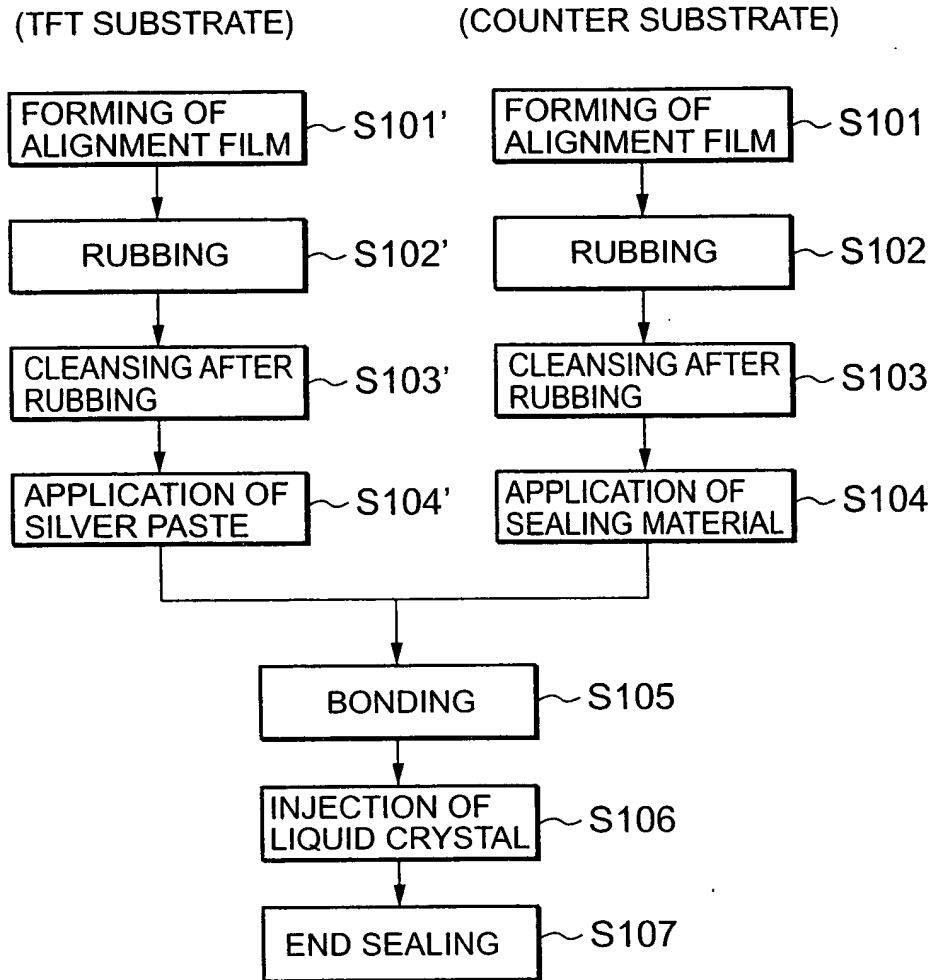 (TFT SUBSTRATE)
(COUNTER SUBSTRATE)
FORMING OF
ALIGNMENT FILM
S101'
FORMING OF
ALIGNMENT FILM
S101
RUBBING
S102'
RUBBING
S102
CLEANSING AFTER
RUBBING
S103'
CLEANSING AFTER
RUBBING
S103
APPLICATION OF
SILVER PASTE
S104'
APPLICATION OF
SEALING MATERIAL
S104
BONDING
S105
INJECTION OF
LIQUID CRYSTAL
S106
END SEALING
S107